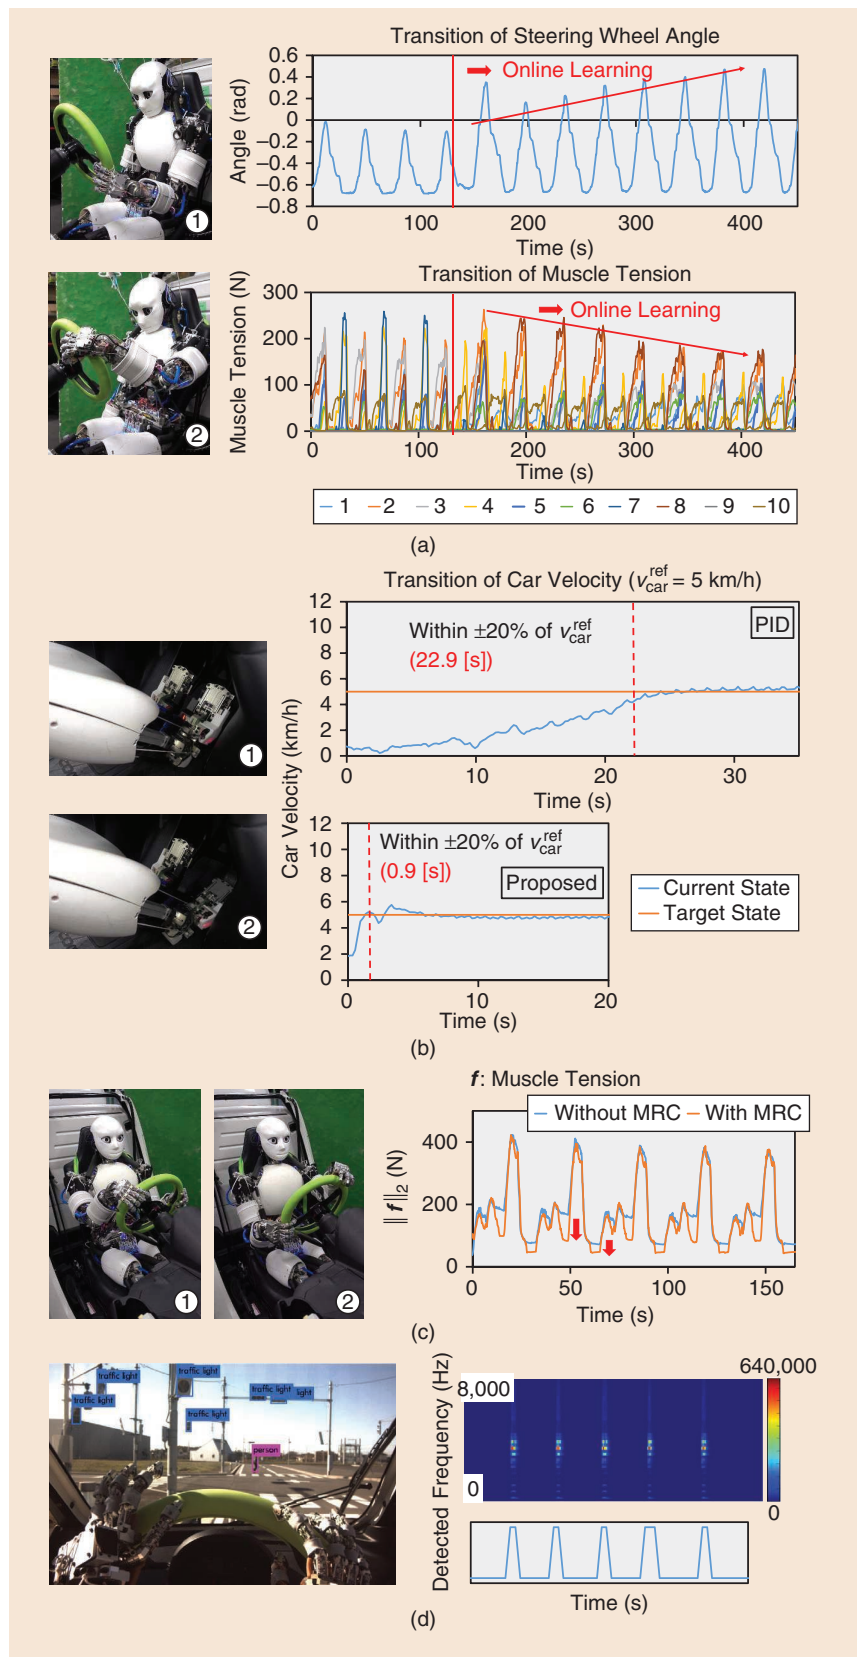 Transition of Steering Wheel Angle
0.6
0.4
0.2
0
−0.2
−0.4
−0.6
−0.8
Angle (rad)
Online Learning
0 100 200 300 400
Time (s)
1
Transition of Muscle Tension
300
200
100
0
Muscle Tension (N)
Online Learning
0 100 200 300 400
Time (s)
2
1 2 3 4 5 6 7 8 9 10
(a)
Transition of Car Velocity (v_car^ref = 5 km/h)
12
10
8
6
4
2
0
Within ±20% of v_car^ref
(22.9 [s])
PID
0 10 20 30
Time (s)
1
Car Velocity (km/h)
12
10
8
6
4
2
0
Within ±20% of v_car^ref
(0.9 [s])
Proposed
0 10 20
Time (s)
2
Current State
Target State
(b)
f: Muscle Tension
Without MRC With MRC
400
200
0
‖f‖2 (N)
0 50 100 150
Time (s)
1
2
(c)
traffic light
traffic light
traffic light
traffic light
light
traffic light
person
Detected Frequency (Hz)
8,000
0
640,000
0
Time (s)
(d)